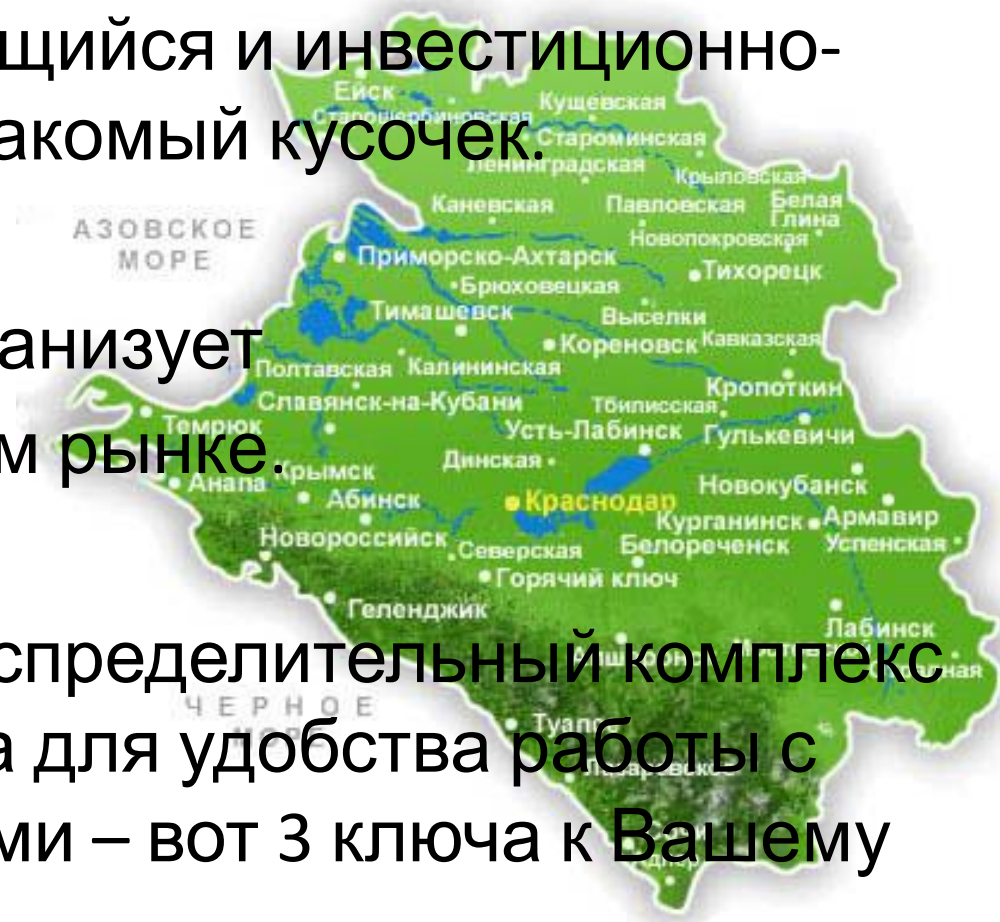 щийся и инвестиционно-
Ейск
Кущевская
Старощербиновская
Староминская
акомый кусочек.
Ленинградская
Крыловская
Каневская
Павловская
Белая
Глина
АЗОВСКОЕ
МОРЕ
Новопокровская
Приморско-Ахтарск
Тихорецк
Брюховецкая
Тимашевск
Выселки
анизует
Кореновск
Кавказская
Полтавская
Калининская
Кропоткин
Славянск-на-Кубани
Тбилисская
Темрюк
Усть-Лабинск
Гулькевичи
м рынке.
Динская
Крымск
Анапа
Новокубанск
Абинск
Краснодар
Курганинск
Армавир
Новороссийск
Северская
Белореченск
Успенская
Горячий ключ
Геленджик
Лабинск
спределительный комплекс
ЧЕРНОЕ
МОРЕ
Туапсе
а для удобства работы с
Лазаревское
ми – вот 3 ключа к Вашему